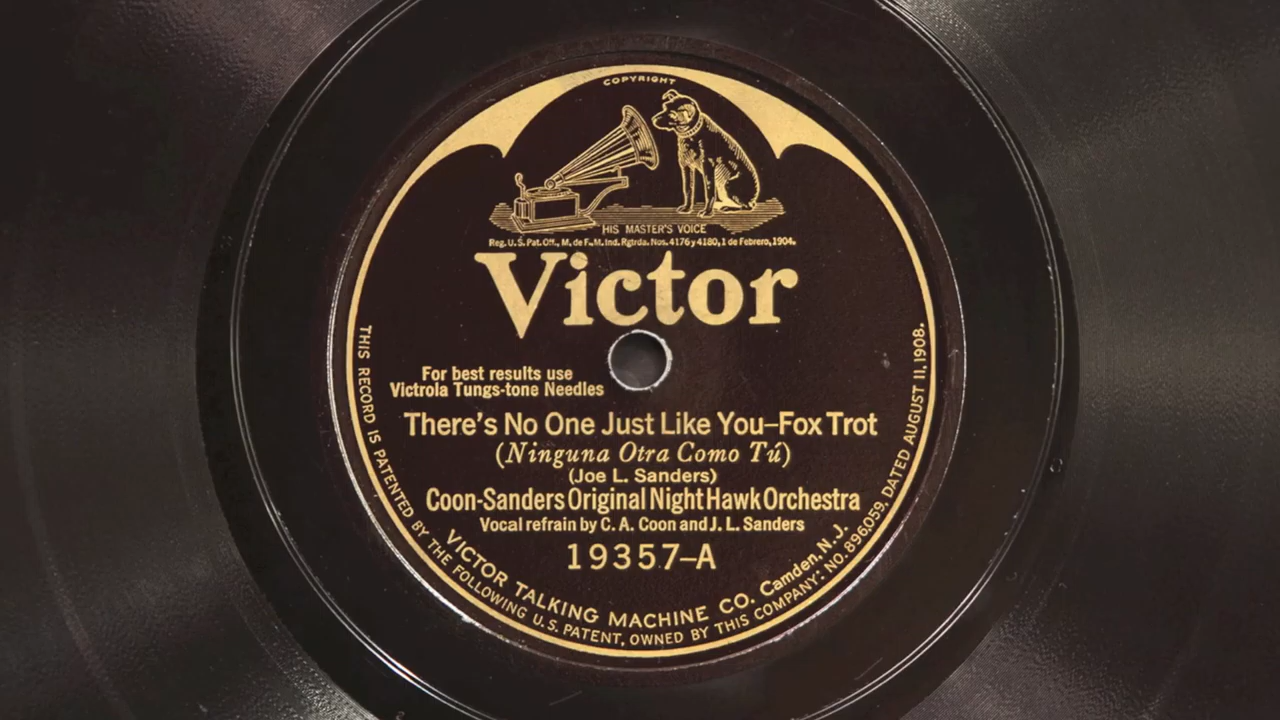 COPYRIGHT
HIS MASTER'S VOICE
Reg. U. S. Pat. Off., M. de F., M. Ind. Rgtrda. Nos. 4176 y 4180, 1 de Febrero, 1904.
Victor
For best results use
Victrola Tungs-tone Needles
There's No One Just Like You–Fox Trot
(Ninguna Otra Como Tú)
(Joe L. Sanders)
Coon-Sanders Original Night Hawk Orchestra
Vocal refrain by C. A. Coon and J. L. Sanders
19357–A
VICTOR TALKING MACHINE CO. Camden, N. J.
THIS RECORD IS PATENTED BY THE FOLLOWING U.S. PATENT, OWNED BY THIS COMPANY: NO. 896,059, DATED AUGUST 11, 1908.